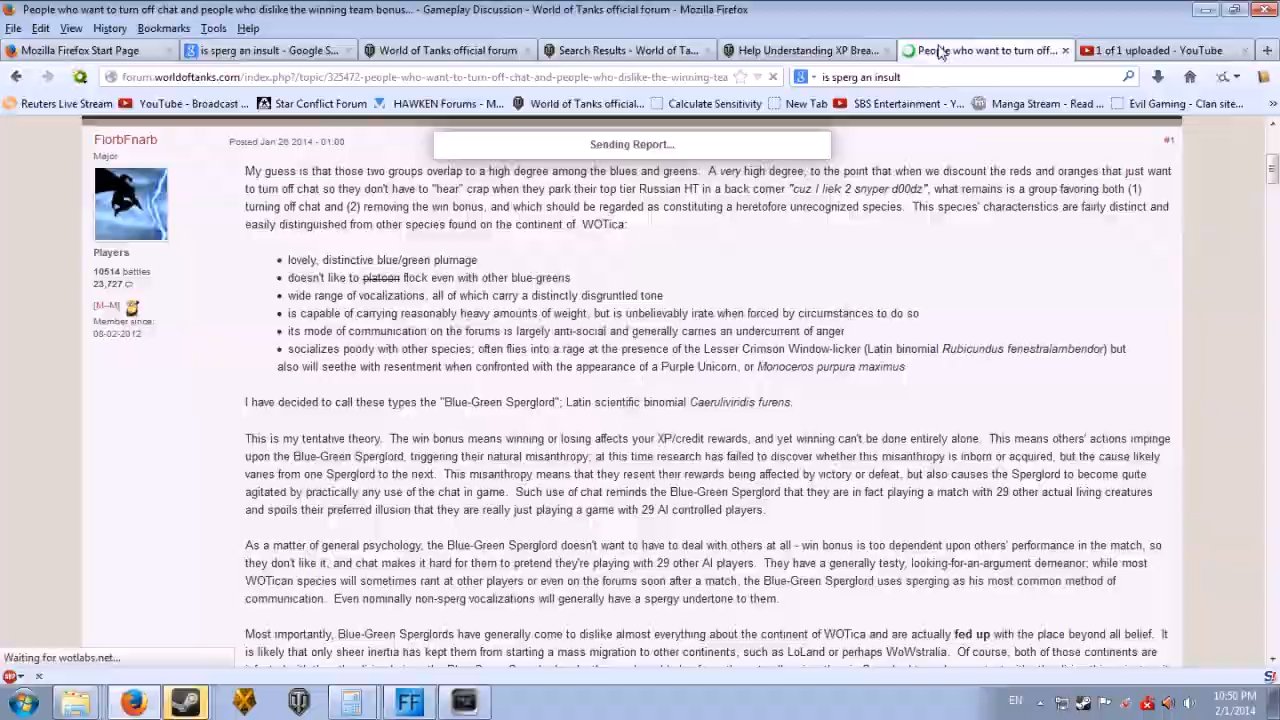 People who want to turn off chat and people who dislike the winning team bonus... - Gameplay Discussion - World of Tanks official forum - Mozilla Firefox
File Edit View History Bookmarks Tools Help
Mozilla Firefox Start Page
is sperg an insult - Google S...
World of Tanks official forum
Search Results - World of Ta...
Help Understanding XP Brea...
People who want to turn off...
1 of 1 uploaded - YouTube
forum.worldoftanks.com/index.php?/topic/325472-people-who-want-to-turn-off-chat-and-people-who-dislike-the-winning-tea
is sperg an insult
Reuters Live Stream
YouTube - Broadcast ...
Star Conflict Forum
HAWKEN Forums - M...
World of Tanks official...
Calculate Sensitivity
New Tab
SBS Entertainment - Y...
Manga Stream - Read ...
Evil Gaming - Clan site...
FlorbFnarb
Posted Jan 26 2014 - 01:00
Sending Report...
#1
Major
Players
10514 battles
23,727
[M--M]
Member since:
08-02-2012
My guess is that those two groups overlap to a high degree among the blues and greens. A very high degree, to the point that when we discount the reds and oranges that just want
to turn off chat so they don't have to "hear" crap when they park their top tier Russian HT in a back corner "cuz I liek 2 snyper d00dz", what remains is a group favoring both (1)
turning off chat and (2) removing the win bonus, and which should be regarded as constituting a heretofore unrecognized species. This species' characteristics are fairly distinct and
easily distinguished from other species found on the continent of WOTica:
• lovely, distinctive blue/green plumage
• doesn't like to platoon flock even with other blue-greens
• wide range of vocalizations, all of which carry a distinctly disgruntled tone
• is capable of carrying reasonably heavy amounts of weight, but is unbelievably irate when forced by circumstances to do so
• its mode of communication on the forums is largely anti-social and generally carries an undercurrent of anger
• socializes poorly with other species; often flies into a rage at the presence of the Lesser Crimson Window-licker (Latin binomial Rubicundus fenestralambendor) but
also will seethe with resentment when confronted with the appearance of a Purple Unicorn, or Monoceros purpura maximus
I have decided to call these types the "Blue-Green Sperglord"; Latin scientific binomial Caeruliviridis furens.
This is my tentative theory. The win bonus means winning or losing affects your XP/credit rewards, and yet winning can't be done entirely alone. This means others' actions impinge
upon the Blue-Green Sperglord, triggering their natural misanthropy; at this time research has failed to discover whether this misanthropy is inborn or acquired, but the cause likely
varies from one Sperglord to the next. This misanthropy means that they resent their rewards being affected by victory or defeat, but also causes the Sperglord to become quite
agitated by practically any use of the chat in game. Such use of chat reminds the Blue-Green Sperglord that they are in fact playing a match with 29 other actual living creatures
and spoils their preferred illusion that they are really just playing a game with 29 AI controlled players.
As a matter of general psychology, the Blue-Green Sperglord doesn't want to have to deal with others at all - win bonus is too dependent upon others' performance in the match, so
they don't like it, and chat makes it hard for them to pretend they're playing with 29 other AI players. They have a generally testy, looking-for-an-argument demeanor; while most
WOTican species will sometimes rant at other players or even on the forums soon after a match, the Blue-Green Sperglord uses sperging as his most common method of
communication. Even nominally non-sperg vocalizations will generally have a spergy undertone to them.
Most importantly, Blue-Green Sperglords have generally come to dislike almost everything about the continent of WOTica and are actually fed up with the place beyond all belief. It
is likely that only sheer inertia has kept them from starting a mass migration to other continents, such as LoLand or perhaps WoWstralia. Of course, both of those continents are
Waiting for wotlabs.net...
FF
EN
10:50 PM
2/1/2014